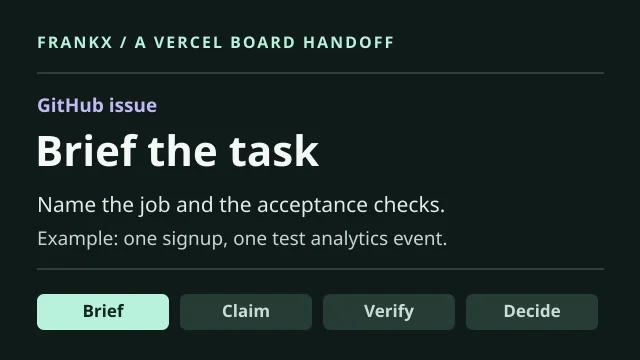 FRANKX / A VERCEL BOARD HANDOFF
GitHub issue
Brief the task
Name the job and the acceptance checks.
Example: one signup, one test analytics event.
Brief
Claim
Verify
Decide